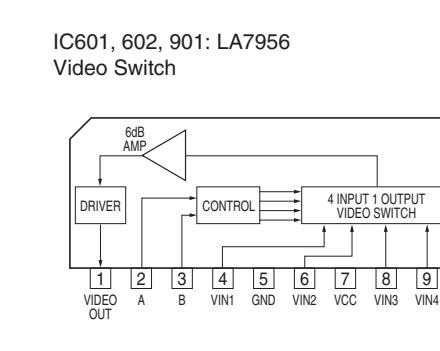 IC601, 602, 901: LA7956
Video Switch
6dB
AMP
DRIVER
CONTROL
4 INPUT 1 OUTPUT
VIDEO SWITCH
1 2 3 4 5 6 7 8 9
VIDEO OUT A B VIN1 GND VIN2 VCC VIN3 VIN4